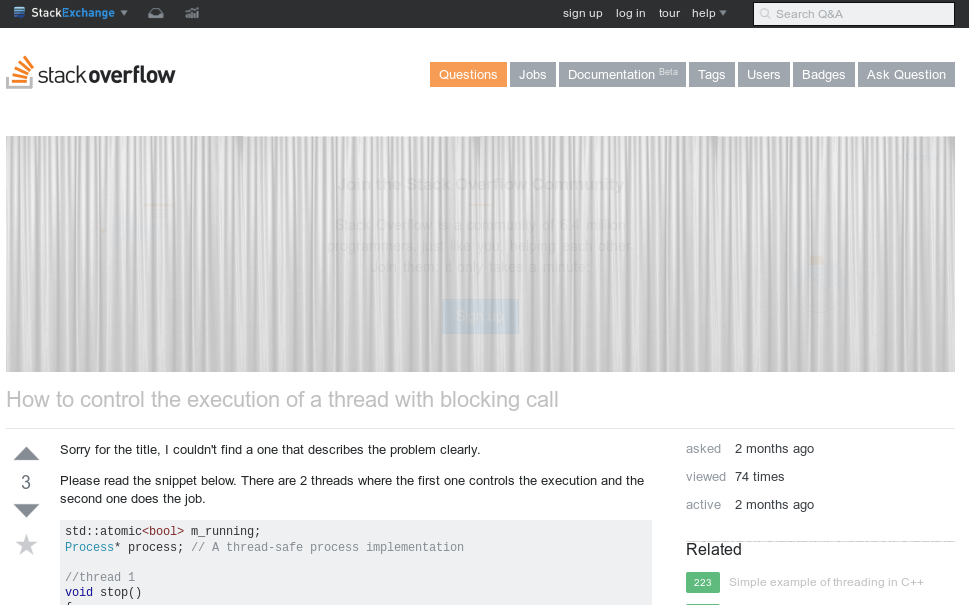 StackExchange
sign up log in tour help
Search Q&A
stackoverflow
Questions Jobs Documentation Beta Tags Users Badges Ask Question
Join the Stack Overflow Community
Stack Overflow is a community of 6.4 million
programmers, just like you, helping each other.
Join them; it only takes a minute:
Sign up
How to control the execution of a thread with blocking call
3
Sorry for the title, I couldn't find a one that describes the problem clearly.
Please read the snippet below. There are 2 threads where the first one controls the execution and the
second one does the job.
std::atomic<bool> m_running;
Process* process; // A thread-safe process implementation
//thread 1
void stop()
asked 2 months ago
viewed 74 times
active 2 months ago
Related
223 Simple example of threading in C++